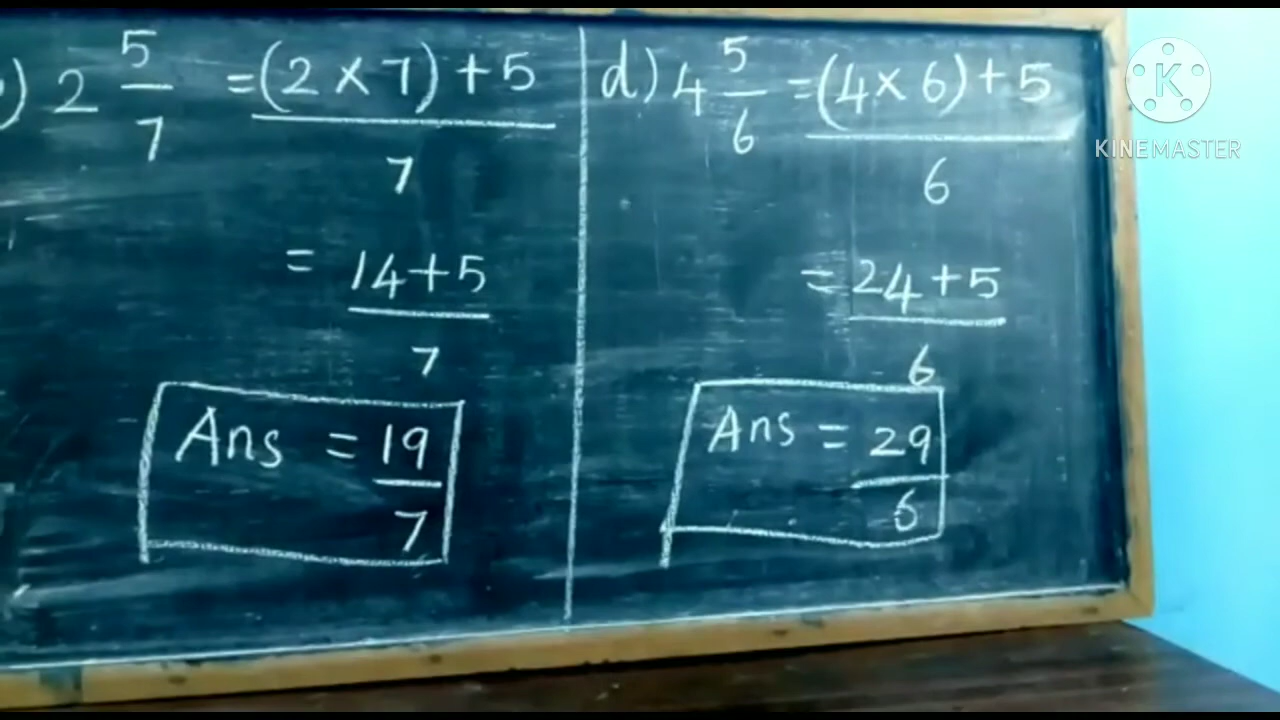 ) 2 5/7 = (2 × 7) + 5 / 7
= 14 + 5 / 7
Ans = 19/7
d) 4 5/6 = (4 × 6) + 5 / 6
= 24 + 5 / 6
Ans = 29/6
K
KINEMASTER